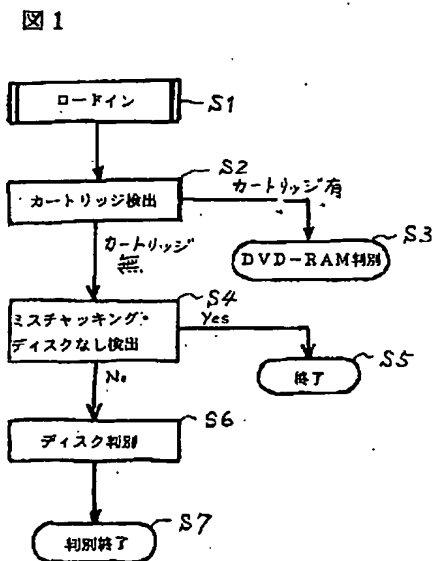 図1
ロードイン
S1
S2
カートリッジ検出
カートリッジ有
S3
DVD-RAM判別
カートリッジ
無
S4
ミスチャッキング・
ディスクなし検出
Yes
S5
終了
No
S6
ディスク判別
S7
判別終了